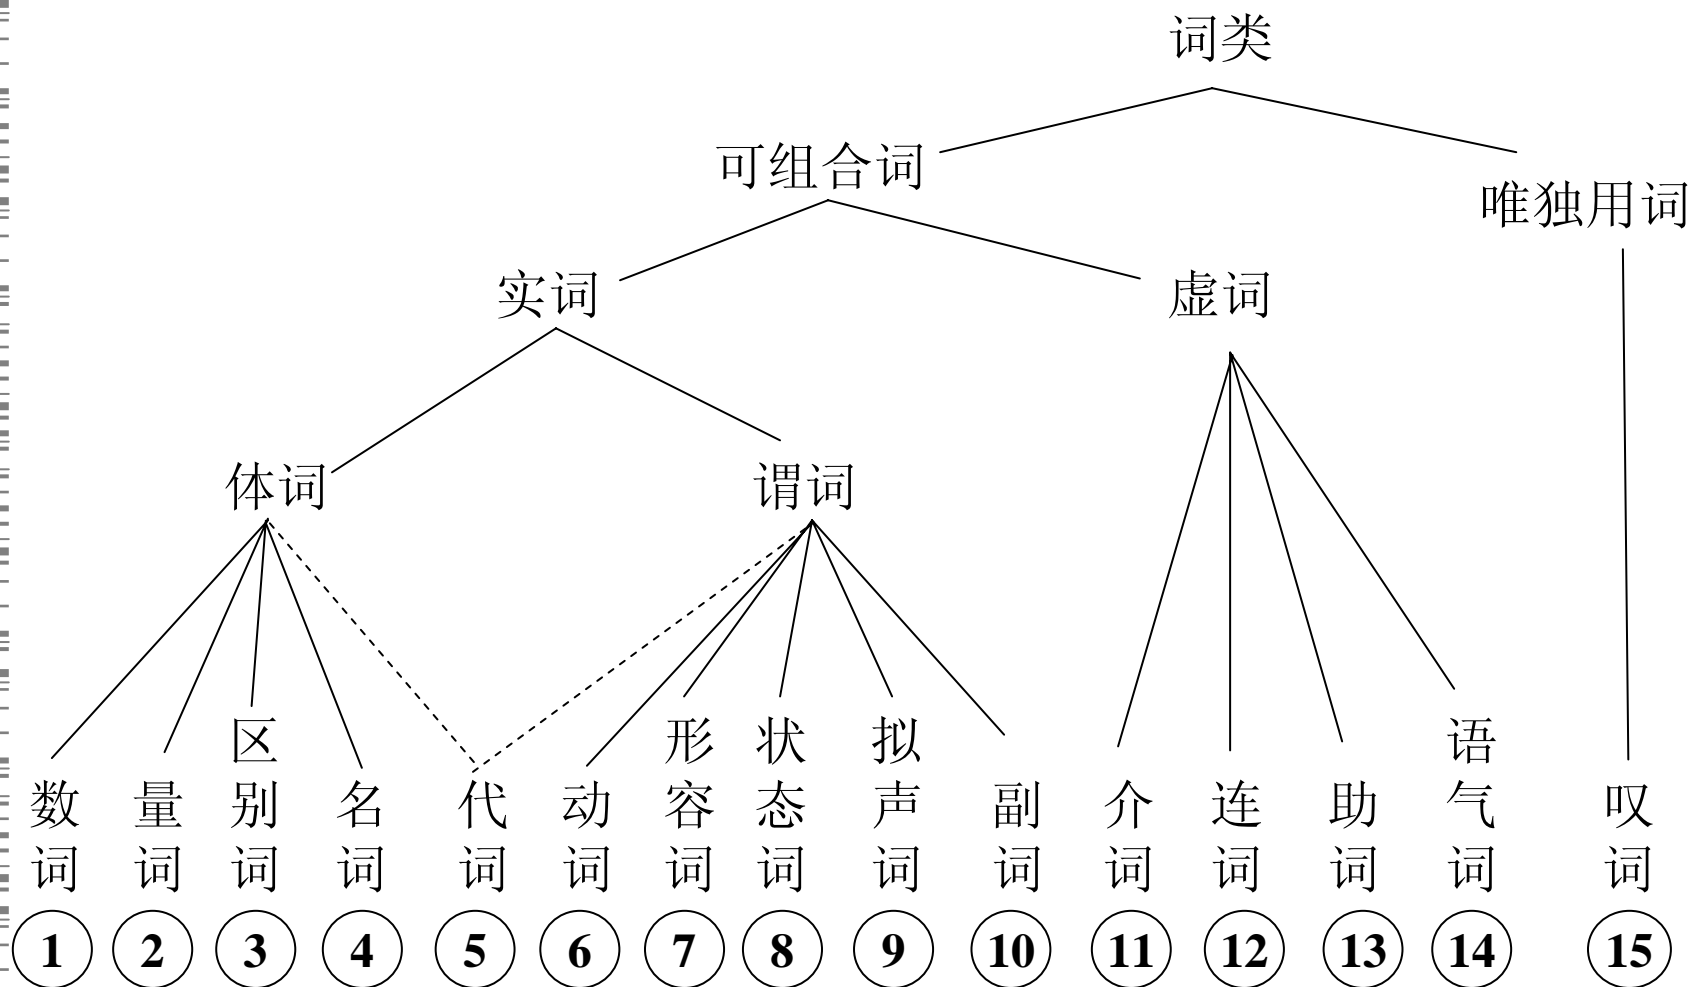 词类
可组合词
唯独用词
实词
虚词
体词
谓词
数词
量词
区别词
名词
代词
动词
形容词
状态词
拟声词
副词
介词
连词
助词
语气词
叹词
1 2 3 4 5 6 7 8 9 10 11 12 13 14 15